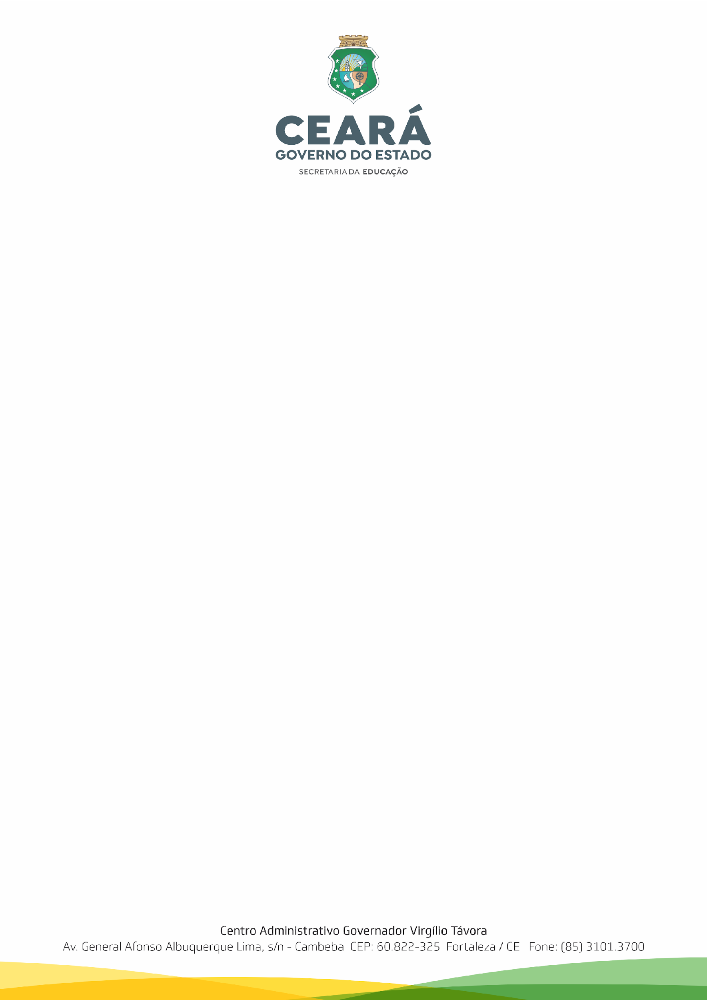 CEARÁ
GOVERNO DO ESTADO
SECRETARIA DA EDUCAÇÃO
Centro Administrativo Governador Virgílio Távora
Av. General Afonso Albuquerque Lima, s/n - Cambeba CEP: 60.822-325 Fortaleza / CE Fone: (85) 3101.3700